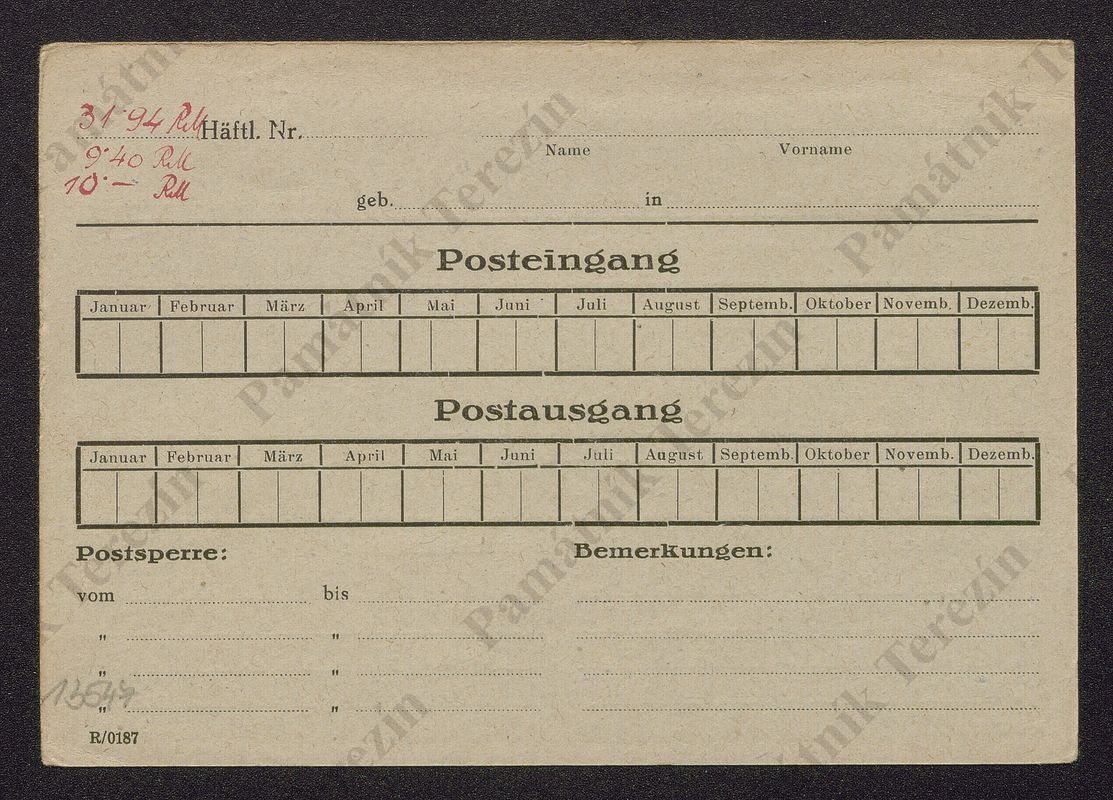 31·94 RM Häftl. Nr.
Name Vorname
9·40 RM
10·— RM
geb. in
Posteingang
Januar Februar März April Mai Juni Juli August Septemb. Oktober Novemb. Dezemb.
Postausgang
Januar Februar März April Mai Juni Juli August Septemb. Oktober Novemb. Dezemb.
Postsperre: Bemerkungen:
vom bis
" "
" "
" "
R/0187
Památník Terezín